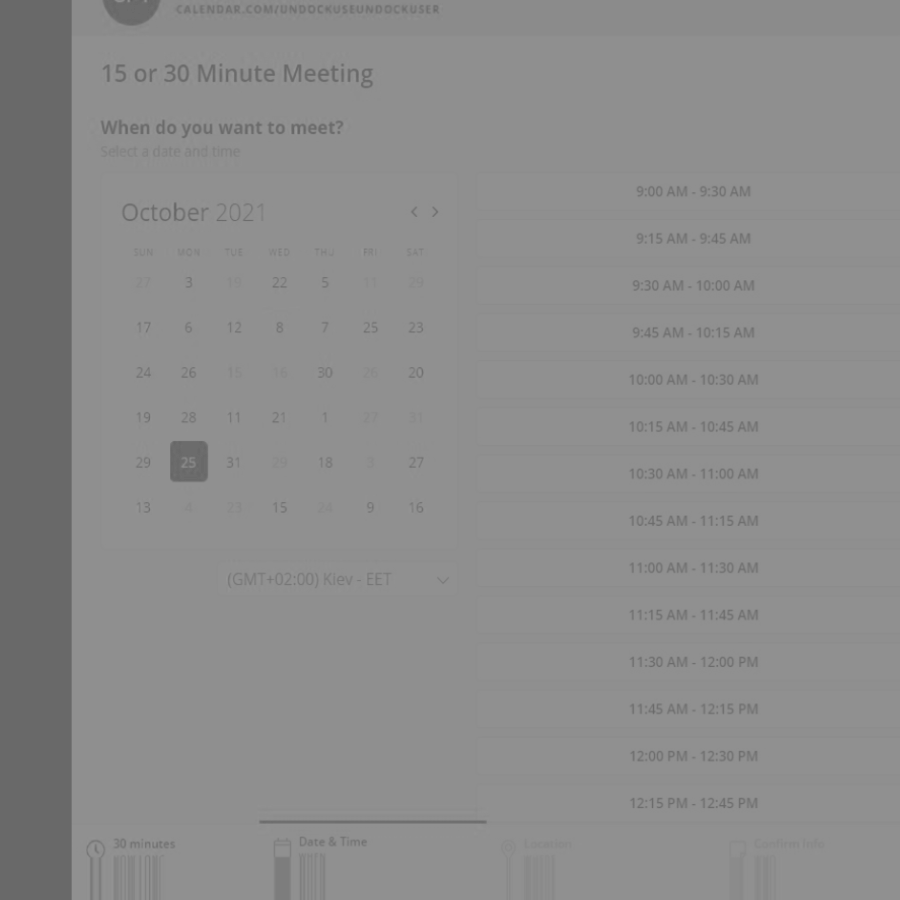 CALENDAR.COM/UNDOCKUSEUNDOCKUSER
15 or 30 Minute Meeting
When do you want to meet?
Select a date and time
October 2021
SUN MON TUE WED THU FRI SAT
27 3 14 22 5 11 29
17 6 12 8 7 25 23
24 26 15 16 30 26 20
19 28 11 21 1 27 31
29 25 31 29 18 3 27
13 4 23 15 24 9 16
(GMT+02:00) Kiev - EET
9:00 AM - 9:30 AM
9:15 AM - 9:45 AM
9:30 AM - 10:00 AM
9:45 AM - 10:15 AM
10:00 AM - 10:30 AM
10:15 AM - 10:45 AM
10:30 AM - 11:00 AM
10:45 AM - 11:15 AM
11:00 AM - 11:30 AM
11:15 AM - 11:45 AM
11:30 AM - 12:00 PM
11:45 AM - 12:15 PM
12:00 PM - 12:30 PM
12:15 PM - 12:45 PM
30 minutes
Date & Time
Location
Confirm Info